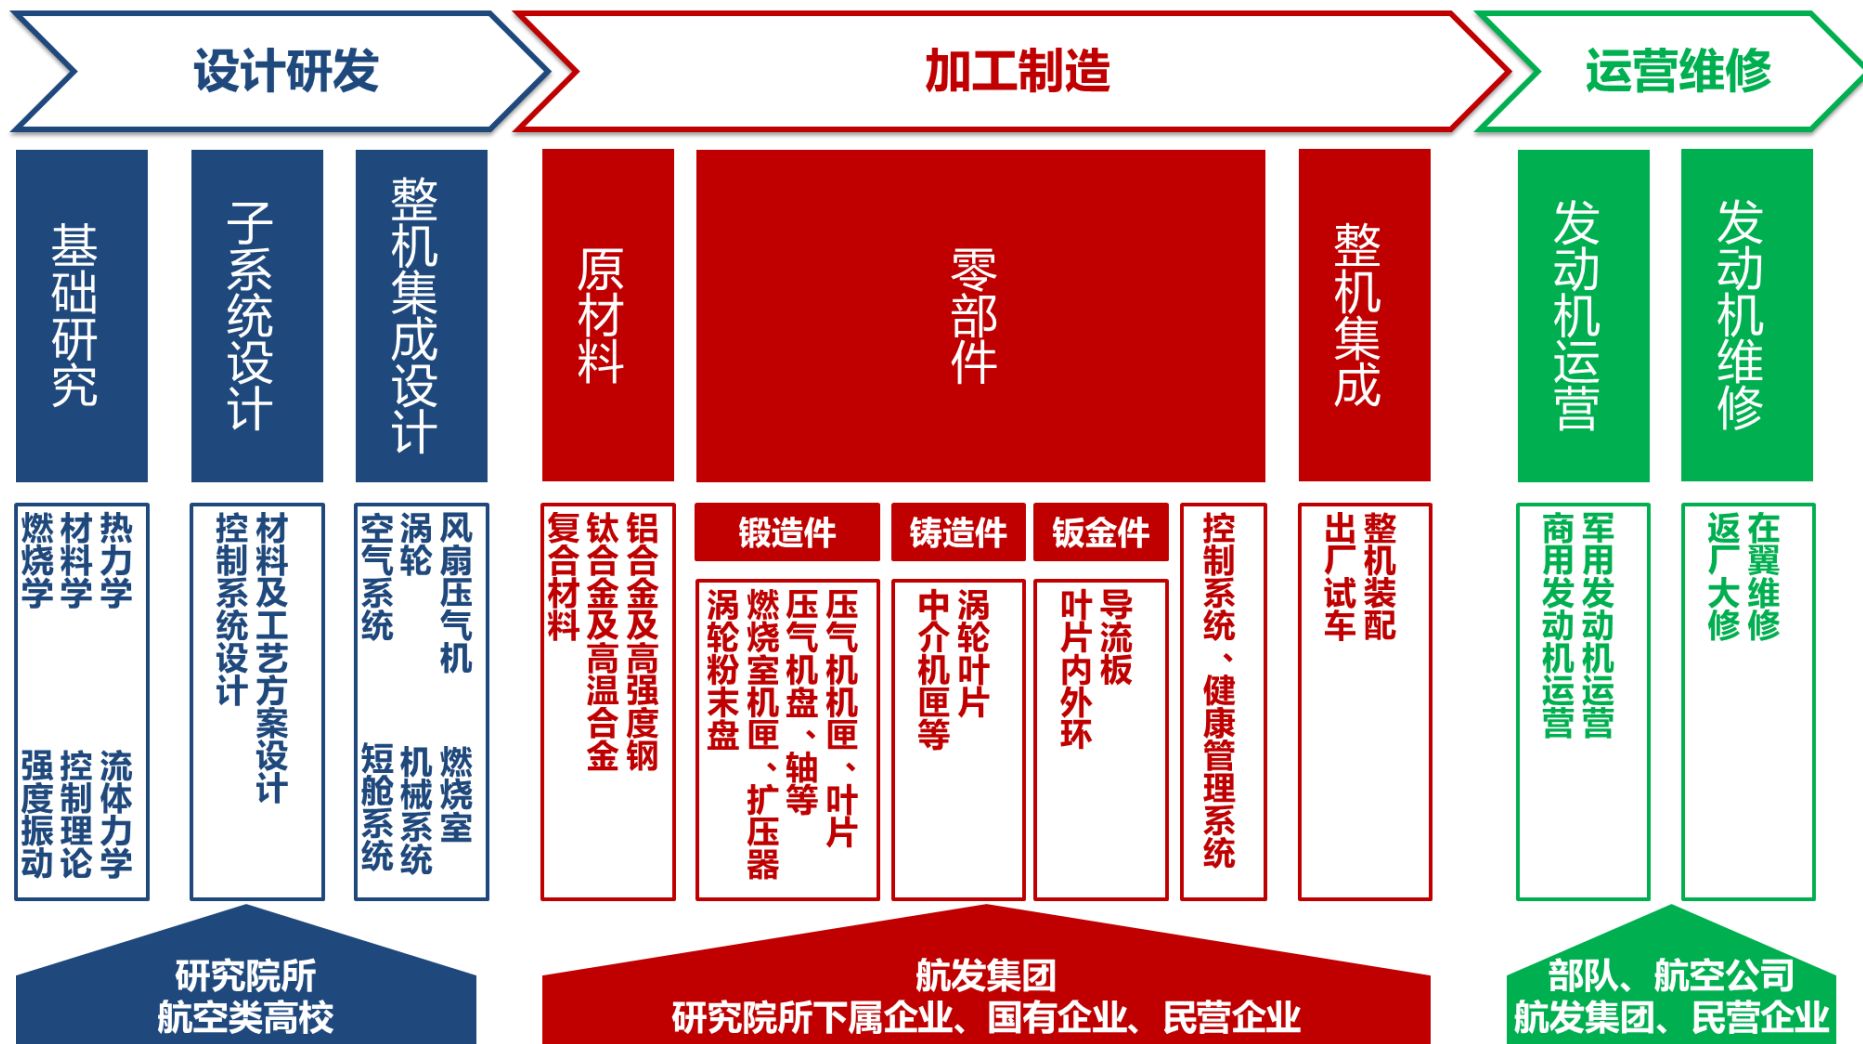 设计研发
加工制造
运营维修
基础研究
子系统设计
整机集成设计
原材料
零部件
整机集成
发动机运营
发动机维修
热力学
材料学
燃烧学
流体力学
控制理论
强度振动
材料及工艺方案设计
控制系统设计
风扇压气机
涡轮
空气系统
燃烧室
机械系统
短舱系统
铝合金及高强度钢
钛合金及高温合金
复合材料
锻造件
压气机机匣、叶片
压气机盘、轴等
燃烧室机匣、扩压器
涡轮粉末盘
铸造件
涡轮叶片
中介机匣等
钣金件
导流板
叶片内外环
控制系统、健康管理系统
整机装配
出厂试车
军用发动机运营
商用发动机运营
在翼维修
返厂大修
研究院所
航空类高校
航发集团
研究院所下属企业、国有企业、民营企业
部队、航空公司
航发集团、民营企业